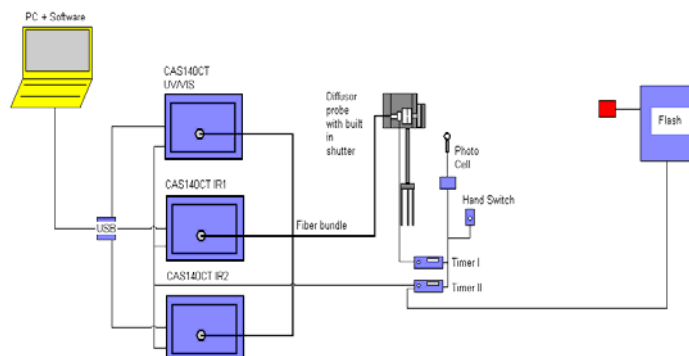 PC + Software
CAS140CT
UV/VIS
Diffusor
probe
with built
in
shutter
Flash
Photo
Cell
CAS140CT IR1
Hand Switch
USB
Fiber bundle
Timer I
CAS140CT IR2
Timer II